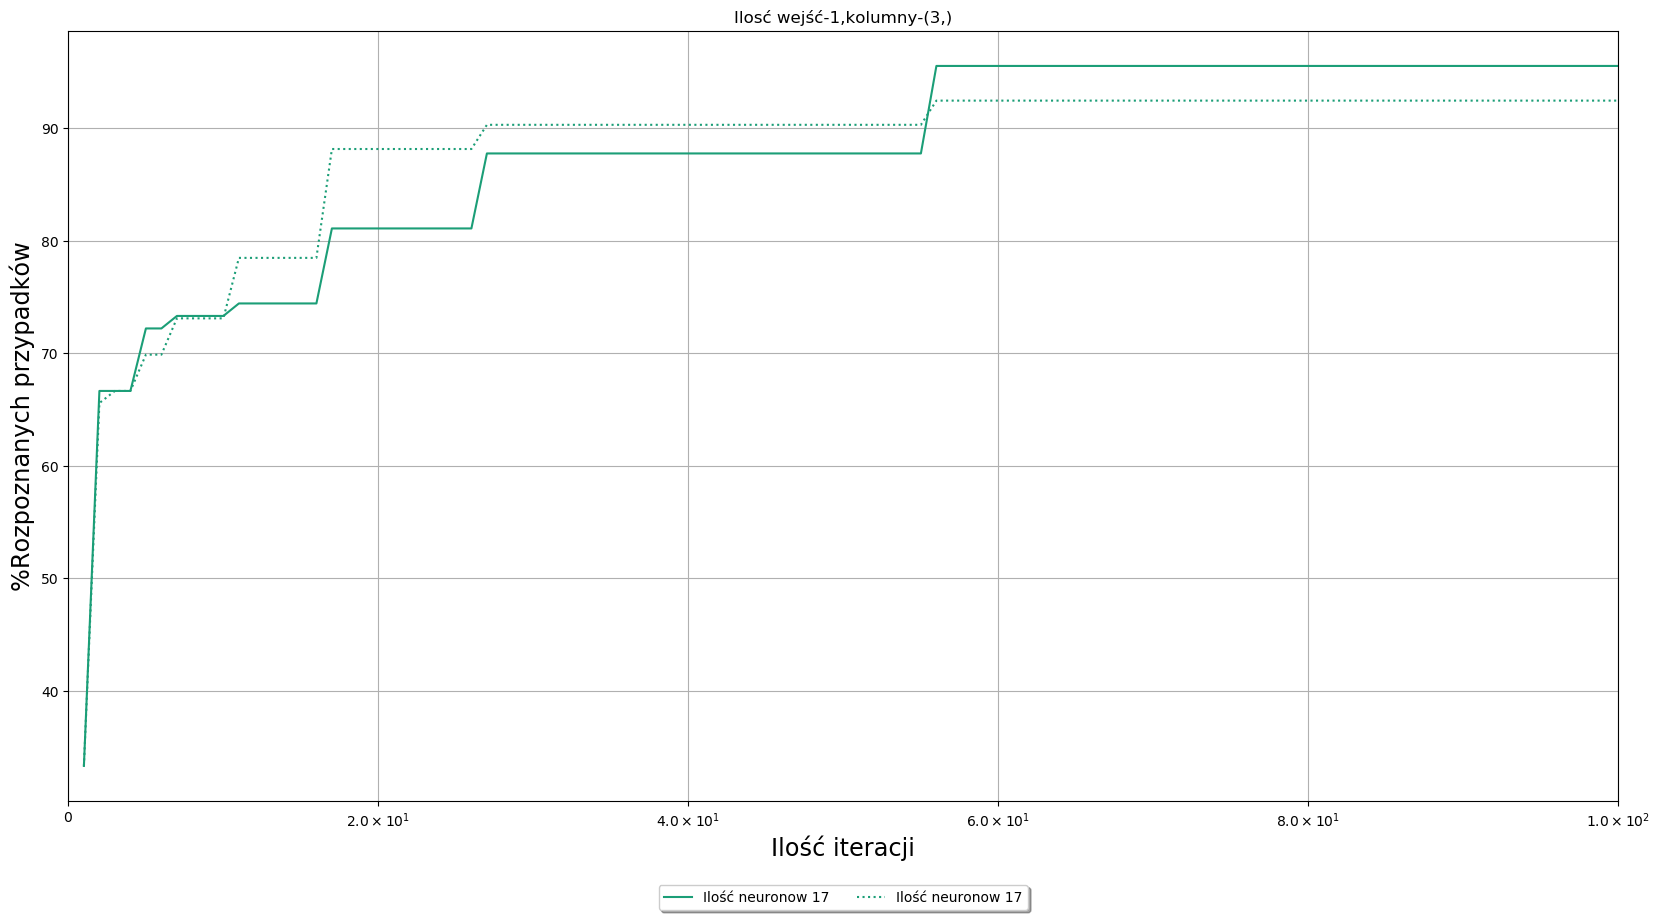 Ilosć wejść-1,kolumny-(3,)
%Rozpoznanych przypadków
90
80
70
60
50
40
0 2.0 × 10¹ 4.0 × 10¹ 6.0 × 10¹ 8.0 × 10¹ 1.0 × 10²
Ilość iteracji
Ilość neuronow 17 Ilość neuronow 17